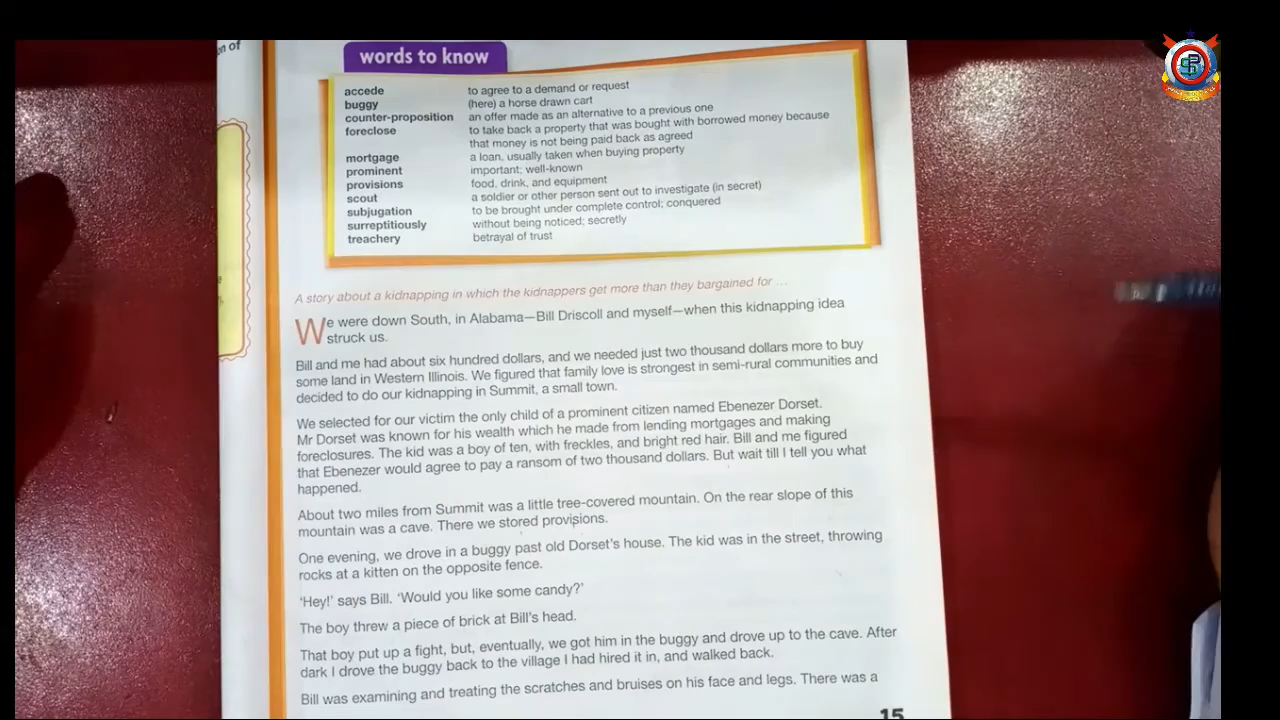 on of
words to know
accede to agree to a demand or request
buggy (here) a horse drawn cart
counter-proposition an offer made as an alternative to a previous one
foreclose to take back a property that was bought with borrowed money because
that money is not being paid back as agreed
mortgage a loan, usually taken when buying property
prominent important; well-known
provisions food, drink, and equipment
scout a soldier or other person sent out to investigate (in secret)
subjugation to be brought under complete control; conquered
surreptitiously without being noticed; secretly
treachery betrayal of trust
A story about a kidnapping in which the kidnappers get more than they bargained for ...
We were down South, in Alabama—Bill Driscoll and myself—when this kidnapping idea
struck us.
Bill and me had about six hundred dollars, and we needed just two thousand dollars more to buy
some land in Western Illinois. We figured that family love is strongest in semi-rural communities and
decided to do our kidnapping in Summit, a small town.
We selected for our victim the only child of a prominent citizen named Ebenezer Dorset.
Mr Dorset was known for his wealth which he made from lending mortgages and making
foreclosures. The kid was a boy of ten, with freckles, and bright red hair. Bill and me figured
that Ebenezer would agree to pay a ransom of two thousand dollars. But wait till I tell you what
happened.
About two miles from Summit was a little tree-covered mountain. On the rear slope of this
mountain was a cave. There we stored provisions.
One evening, we drove in a buggy past old Dorset's house. The kid was in the street, throwing
rocks at a kitten on the opposite fence.
'Hey!' says Bill. 'Would you like some candy?'
The boy threw a piece of brick at Bill's head.
That boy put up a fight, but, eventually, we got him in the buggy and drove up to the cave. After
dark I drove the buggy back to the village I had hired it in, and walked back.
Bill was examining and treating the scratches and bruises on his face and legs. There was a
15